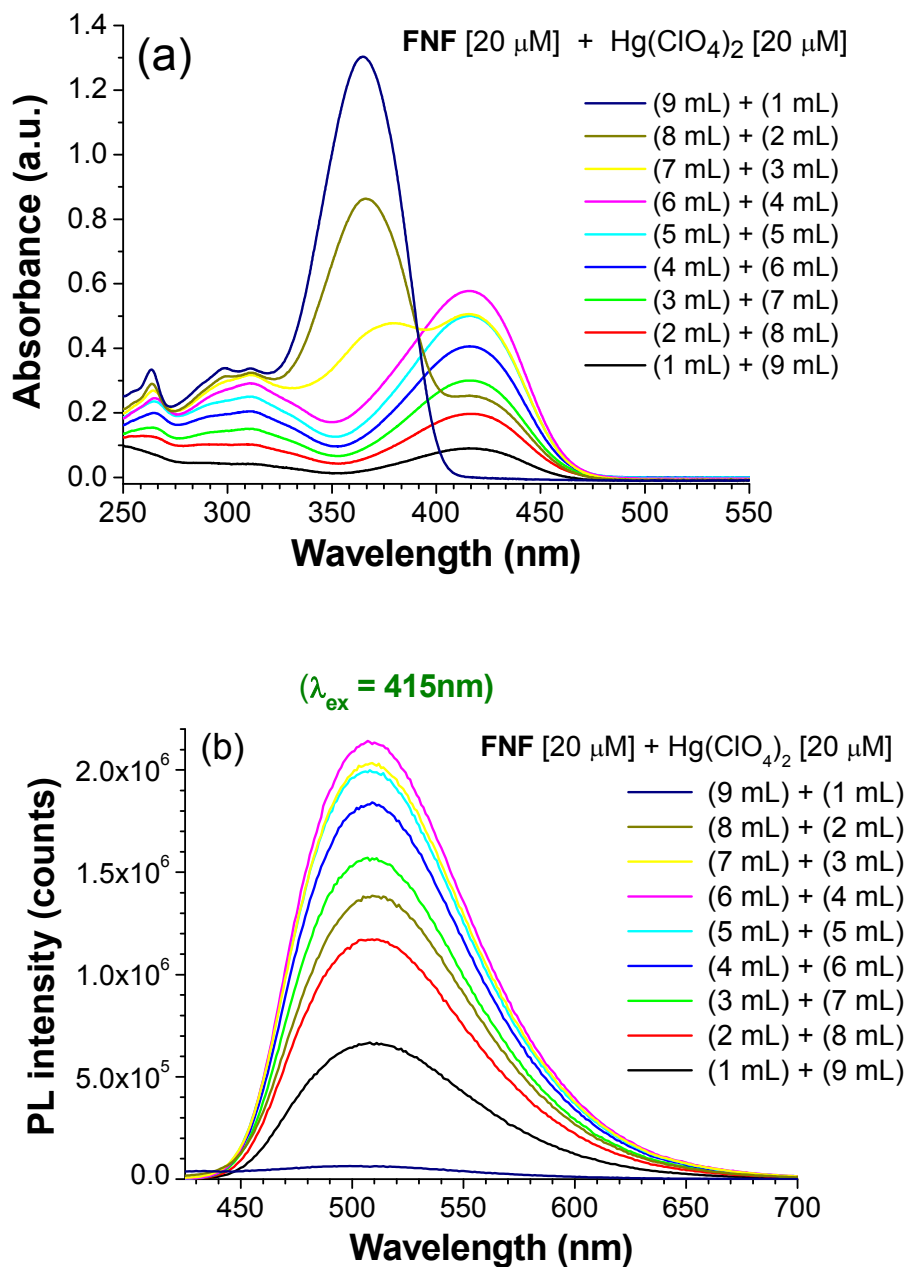 (a)
FNF [20 μM] + Hg(ClO4)2 [20 μM]
(9 mL) + (1 mL)
(8 mL) + (2 mL)
(7 mL) + (3 mL)
(6 mL) + (4 mL)
(5 mL) + (5 mL)
(4 mL) + (6 mL)
(3 mL) + (7 mL)
(2 mL) + (8 mL)
(1 mL) + (9 mL)
Absorbance (a.u.)
1.4
1.2
1.0
0.8
0.6
0.4
0.2
0.0
250 300 350 400 450 500 550
Wavelength (nm)
(λex = 415nm)
(b)
FNF [20 μM] + Hg(ClO4)2 [20 μM]
(9 mL) + (1 mL)
(8 mL) + (2 mL)
(7 mL) + (3 mL)
(6 mL) + (4 mL)
(5 mL) + (5 mL)
(4 mL) + (6 mL)
(3 mL) + (7 mL)
(2 mL) + (8 mL)
(1 mL) + (9 mL)
PL intensity (counts)
2.0x10^6
1.5x10^6
1.0x10^6
5.0x10^5
0.0
450 500 550 600 650 700
Wavelength (nm)